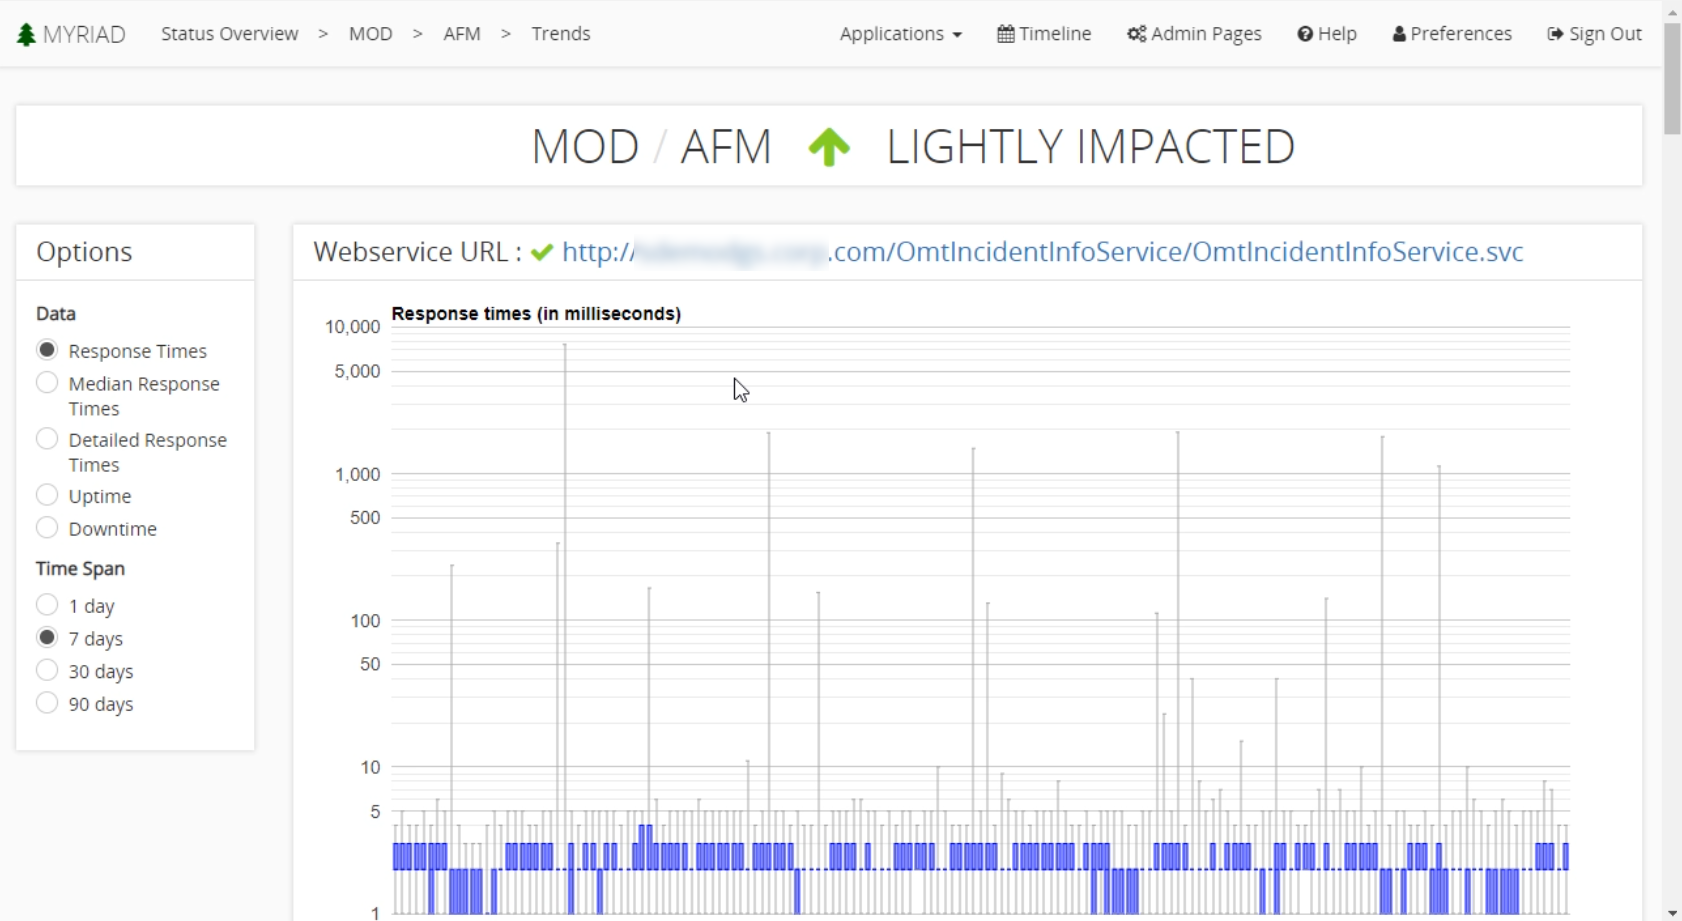 MYRIAD Status Overview > MOD > AFM > Trends Applications Timeline Admin Pages Help Preferences Sign Out
MOD / AFM LIGHTLY IMPACTED
Options
Data
Response Times
Median Response
Times
Detailed Response
Times
Uptime
Downtime
Time Span
1 day
7 days
30 days
90 days
Webservice URL : http:// .com/OmtIncidentInfoService/OmtIncidentInfoService.svc
Response times (in milliseconds)
10,000
5,000
1,000
500
100
50
10
5
1